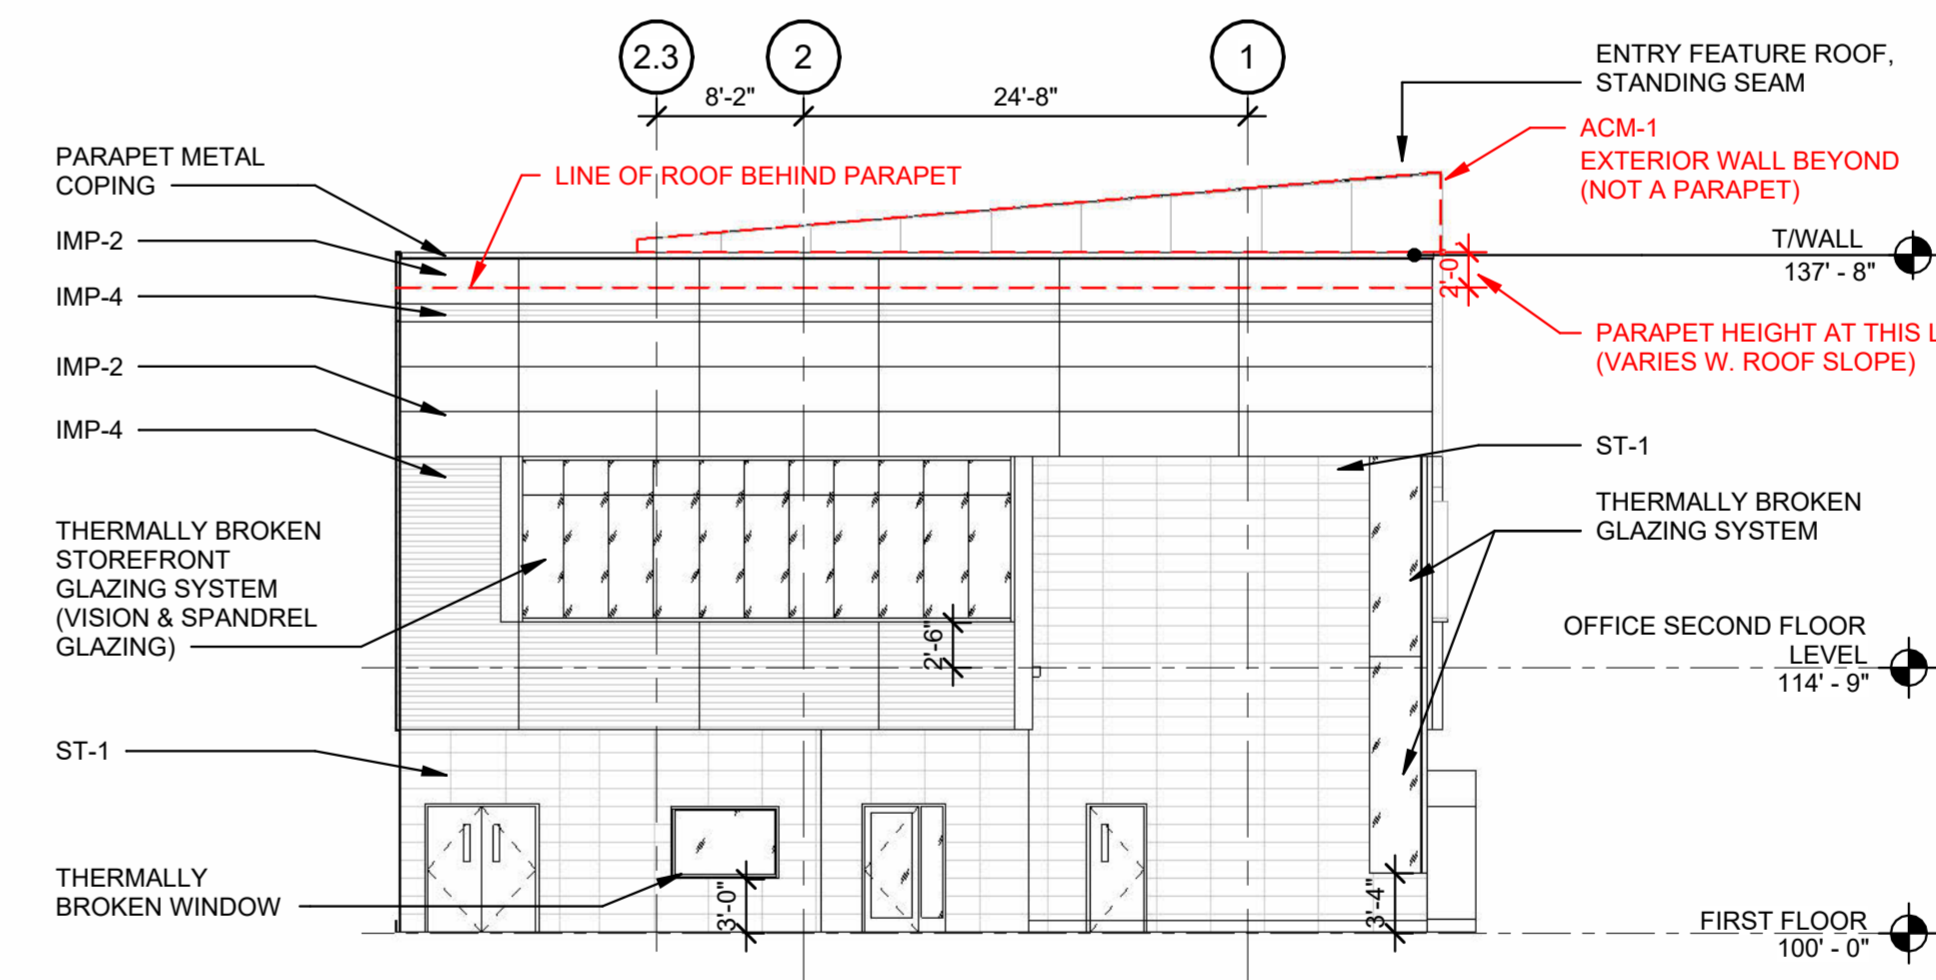 2.3
2
1
8'-2"
24'-8"
ENTRY FEATURE ROOF,
STANDING SEAM
ACM-1
EXTERIOR WALL BEYOND
(NOT A PARAPET)
PARAPET METAL
COPING
LINE OF ROOF BEHIND PARAPET
IMP-2
T/WALL
137' - 8"
2'-0"
IMP-4
PARAPET HEIGHT AT THIS
(VARIES W. ROOF SLOPE)
IMP-2
IMP-4
ST-1
THERMALLY BROKEN
GLAZING SYSTEM
THERMALLY BROKEN
STOREFRONT
GLAZING SYSTEM
(VISION & SPANDREL
GLAZING)
2'-6"
OFFICE SECOND FLOOR
LEVEL
114' - 9"
ST-1
THERMALLY
BROKEN WINDOW
3'-0"
3'-4"
FIRST FLOOR
100' - 0"